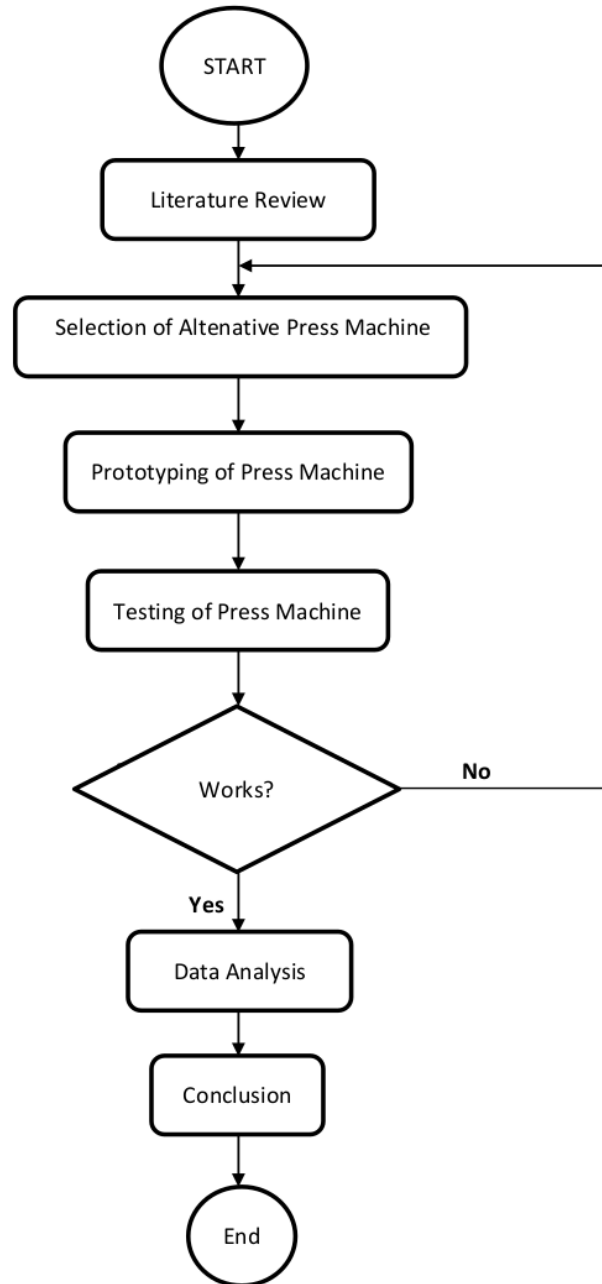 START
Literature Review
Selection of Altenative Press Machine
Prototyping of Press Machine
Testing of Press Machine
Works?
No
Yes
Data Analysis
Conclusion
End